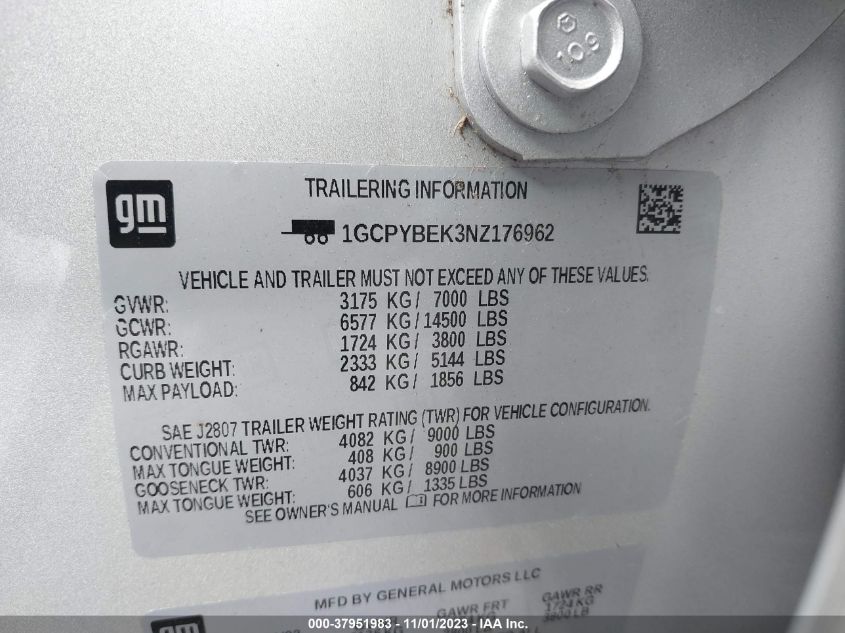 10.9
gm
TRAILERING INFORMATION
1GCPYBEK3NZ176962
VEHICLE AND TRAILER MUST NOT EXCEED ANY OF THESE VALUES.
GVWR: 3175 KG/ 7000 LBS
GCWR: 6577 KG/14500 LBS
RGAWR: 1724 KG/ 3800 LBS
CURB WEIGHT: 2333 KG/ 5144 LBS
MAX PAYLOAD: 842 KG/ 1856 LBS
SAE J2807 TRAILER WEIGHT RATING (TWR) FOR VEHICLE CONFIGURATION.
CONVENTIONAL TWR: 4082 KG/ 9000 LBS
MAX TONGUE WEIGHT: 408 KG/ 900 LBS
GOOSENECK TWR: 4037 KG/ 8900 LBS
MAX TONGUE WEIGHT: 606 KG/ 1335 LBS
SEE OWNER'S MANUAL FOR MORE INFORMATION
MFD BY GENERAL MOTORS LLC
gm
GAWR FRT GAWR RR
1724 KG
3800 LB
000-37951983 - 11/01/2023 - IAA Inc.